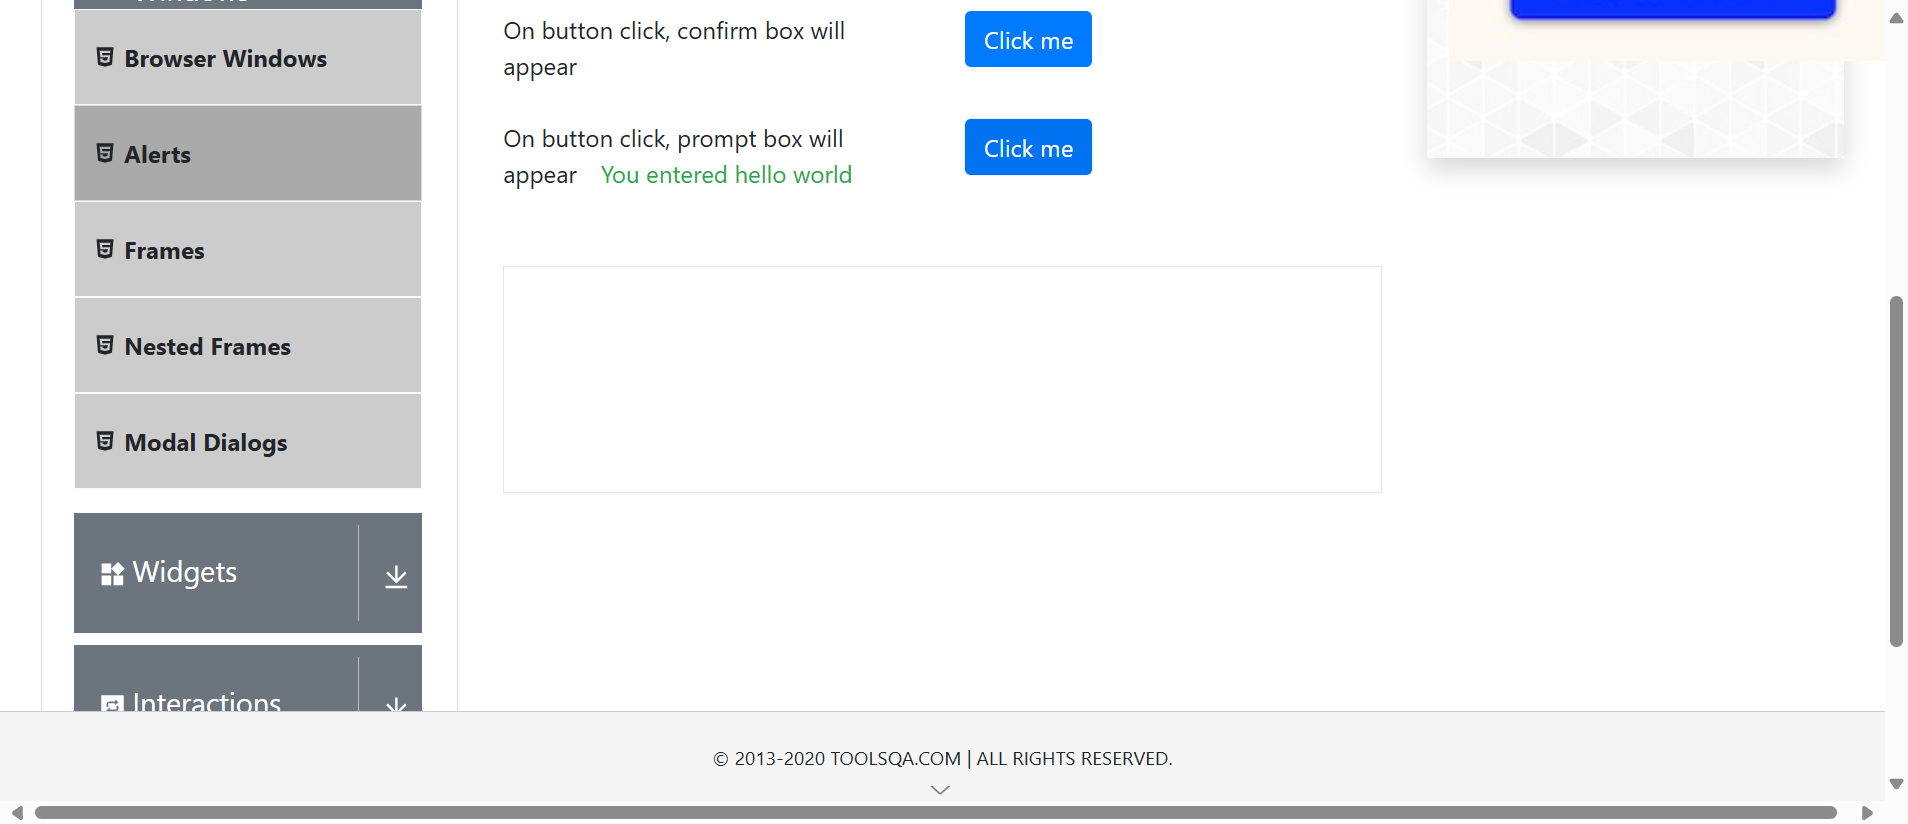 Browser Windows
Alerts
Frames
Nested Frames
Modal Dialogs
Widgets
Interactions
On button click, confirm box will
appear
Click me
On button click, prompt box will
appear You entered hello world
Click me
© 2013-2020 TOOLSQA.COM | ALL RIGHTS RESERVED.